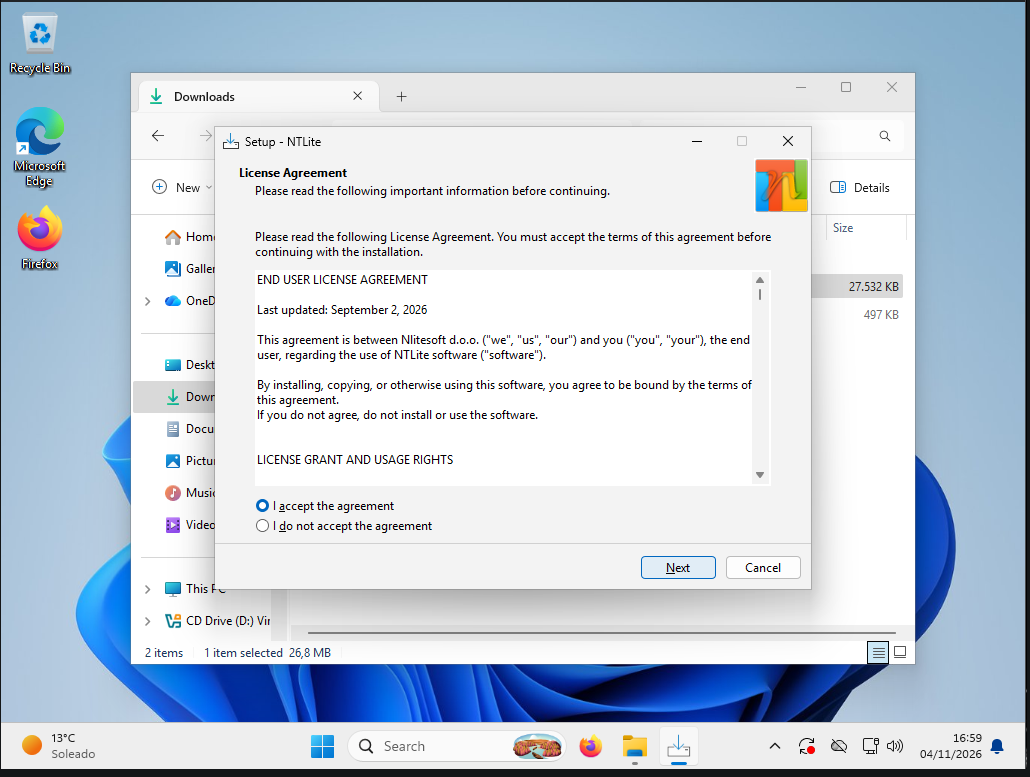 Recycle Bin
Microsoft
Edge
Firefox
Downloads
New
Details
Home
Size
Galler
OneD
27.532 KB
497 KB
Deskt
Down
Docu
Pictu
Music
Video
This PC
CD Drive (D:) Vir
2 items
1 item selected 26,8 MB
Setup - NTLite
License Agreement
Please read the following important information before continuing.
Please read the following License Agreement. You must accept the terms of this agreement before
continuing with the installation.
END USER LICENSE AGREEMENT
Last updated: September 2, 2026
This agreement is between Nlitesoft d.o.o. ("we", "us", "our") and you ("you", "your"), the end
user, regarding the use of NTLite software ("software").
By installing, copying, or otherwise using this software, you agree to be bound by the terms of
this agreement.
If you do not agree, do not install or use the software.
LICENSE GRANT AND USAGE RIGHTS
I accept the agreement
I do not accept the agreement
Next
Cancel
13°C
Soleado
Search
16:59
04/11/2026